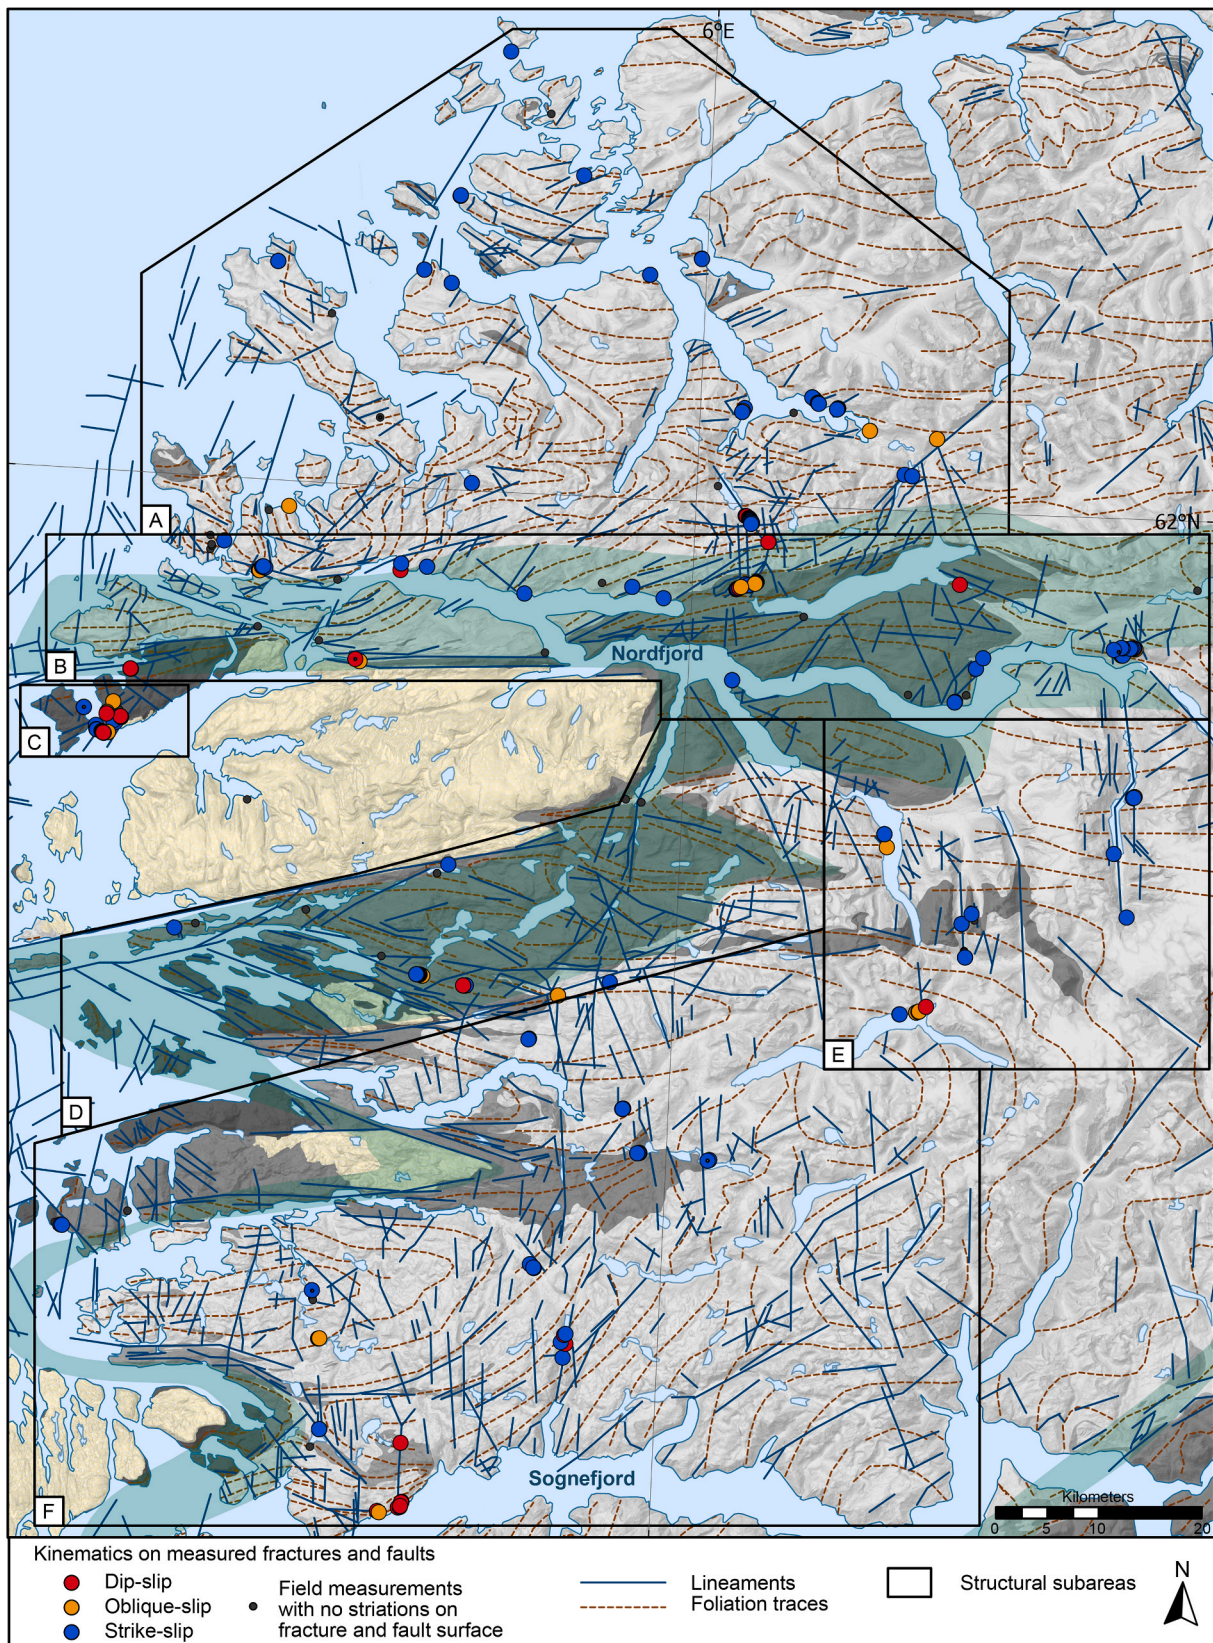 6°E
A
62°N
B
Nordfjord
C
E
D
Sognefjord
F
Kilometers
0 5 10 20
Kinematics on measured fractures and faults
Dip-slip
Oblique-slip
Strike-slip
Field measurements
with no striations on
fracture and fault surface
Lineaments
Foliation traces
Structural subareas
N